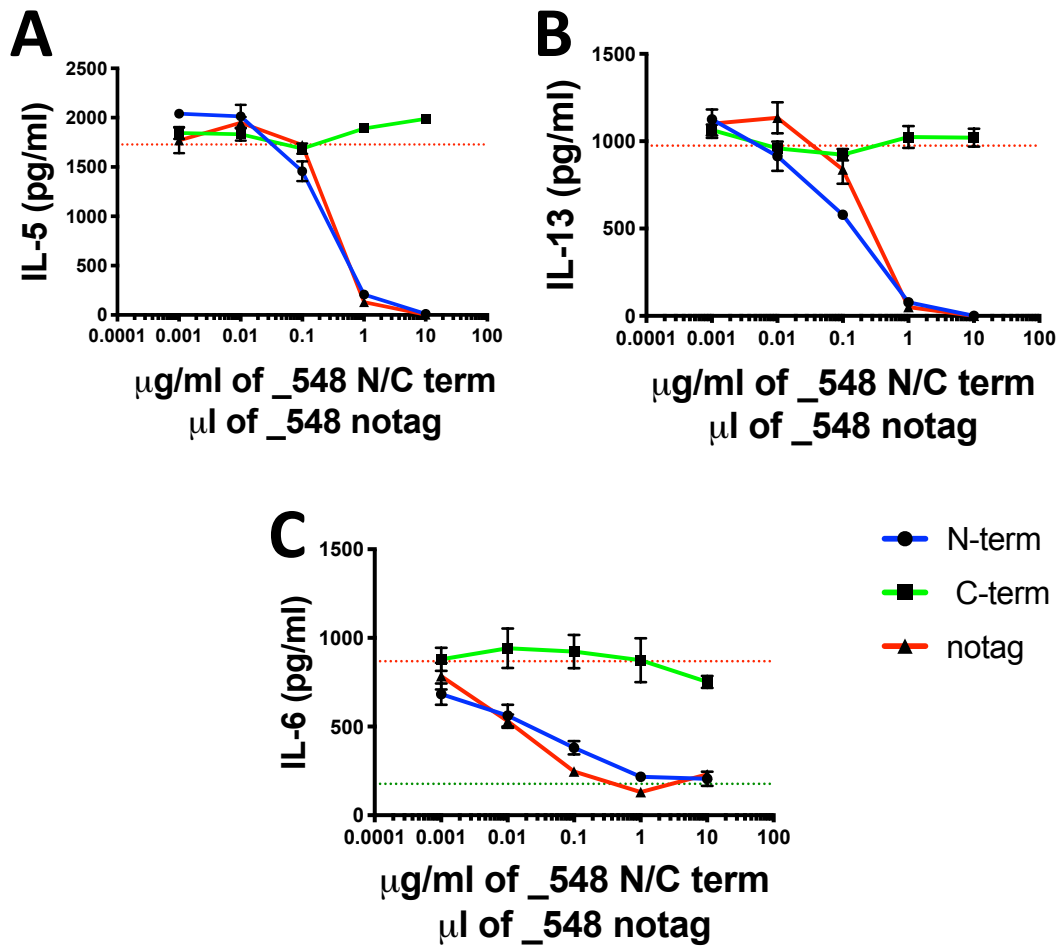 A
IL-5 (pg/ml)
2500
2000
1500
1000
500
0
0.0001 0.001 0.01 0.1 1 10 100
μg/ml of _548 N/C term
μl of _548 notag
B
IL-13 (pg/ml)
1500
1000
500
0
0.0001 0.001 0.01 0.1 1 10 100
μg/ml of _548 N/C term
μl of _548 notag
C
IL-6 (pg/ml)
1500
1000
500
0
0.0001 0.001 0.01 0.1 1 10 100
μg/ml of _548 N/C term
μl of _548 notag
N-term
C-term
notag